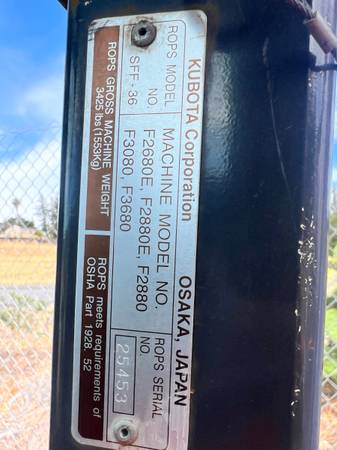 KUBOTA Corporation OSAKA, JAPAN
ROPS MODEL NO.
SFF-36
MACHINE MODEL NO.
F2680E, F2880E, F2880
F3080, F3680
ROPS SERIAL NO.
25453
ROPS GROSS MACHINE WEIGHT
3425 lbs (1553Kg)
ROPS meets requirements of
OSHA Part 1928. 52